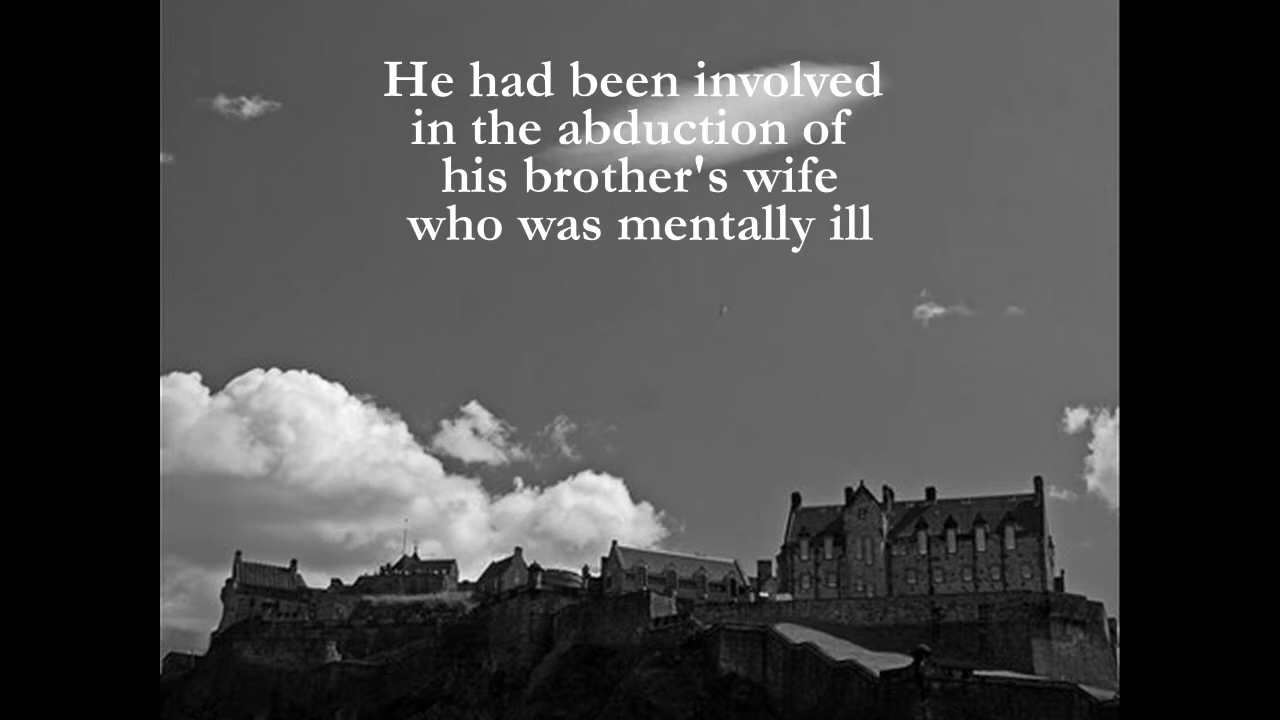 He had been involved
in the abduction of
his brother's wife
who was mentally ill